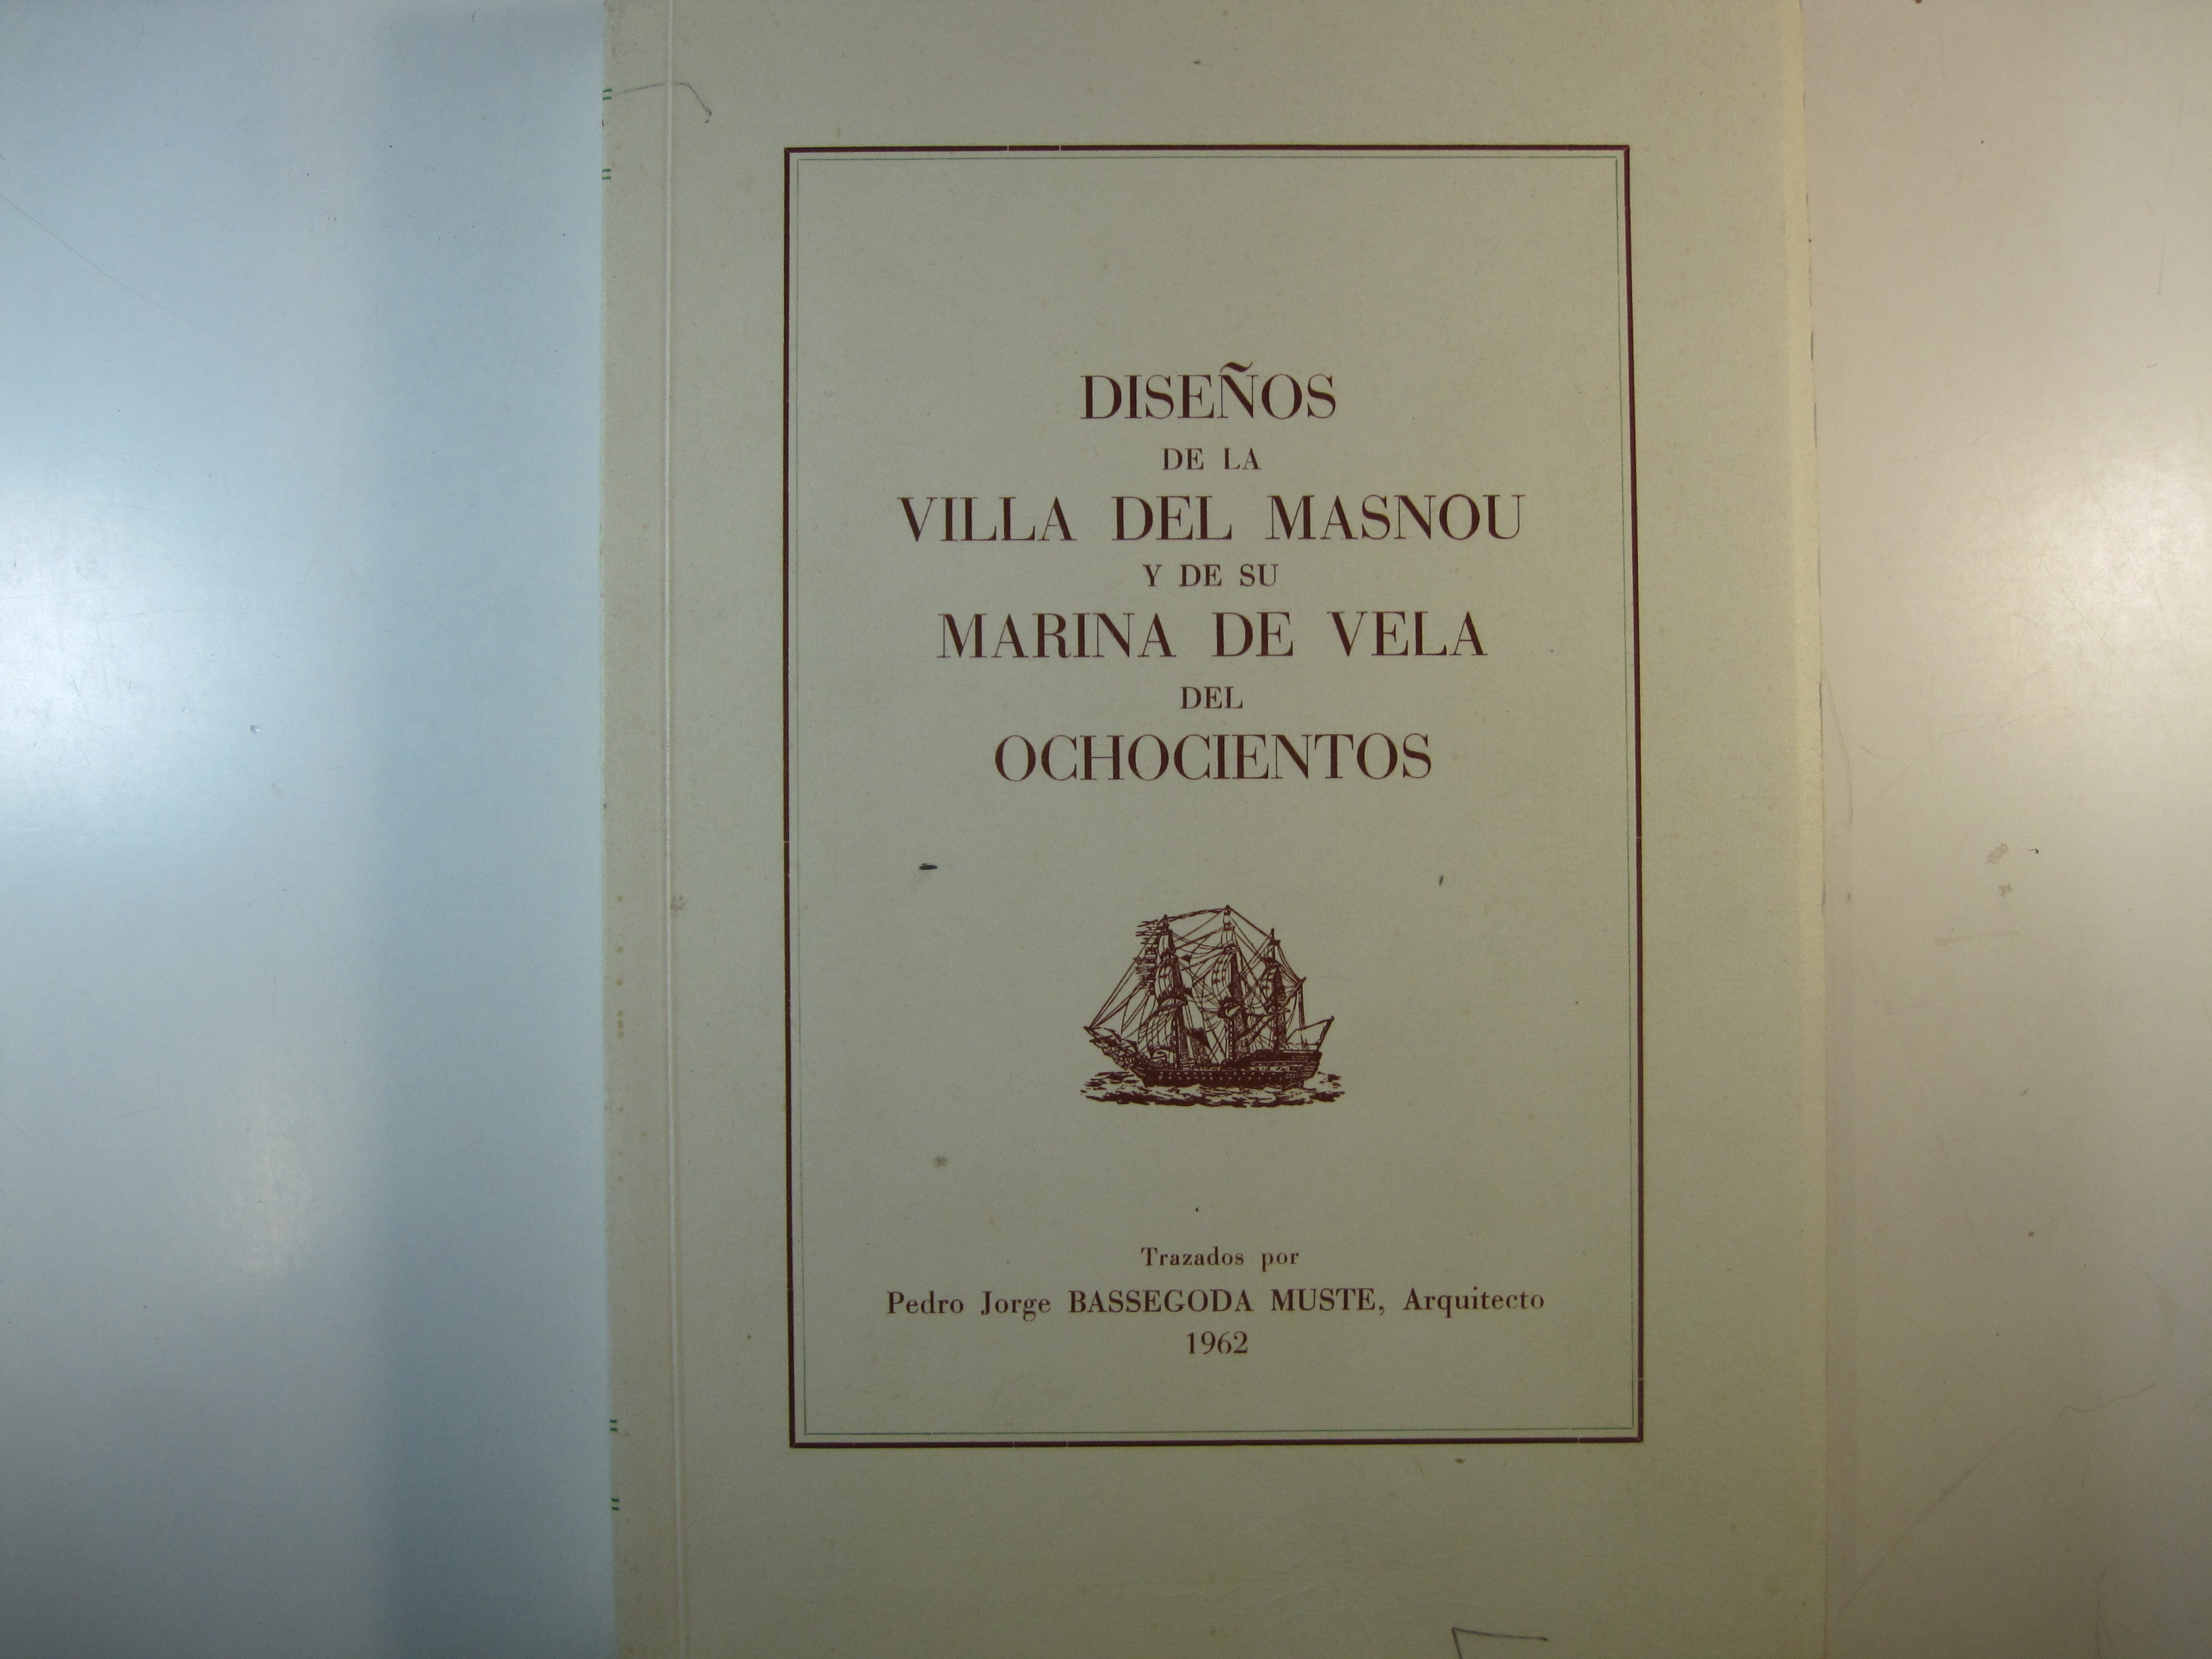 DISEÑOS
DE LA
VILLA DEL MASNOU
Y DE SU
MARINA DE VELA
DEL
OCHOCIENTOS
Trazados por
Pedro Jorge BASSEGODA MUSTE, Arquitecto
1962